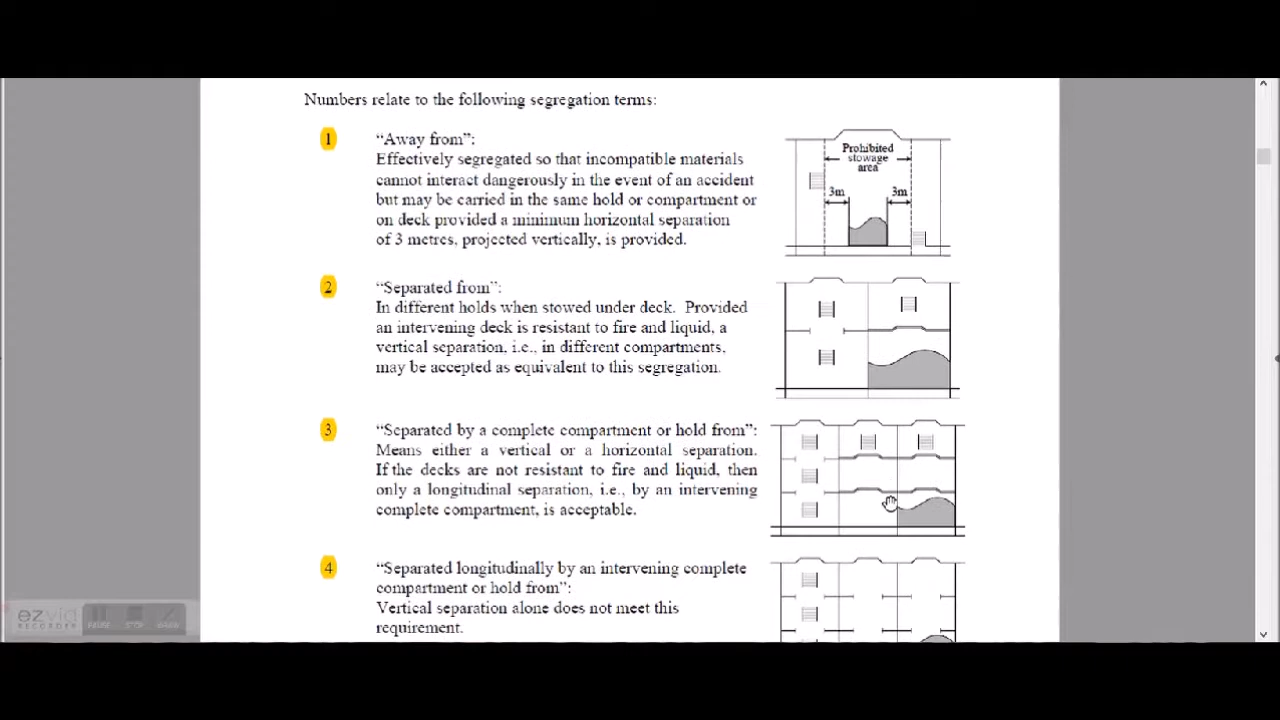 Numbers relate to the following segregation terms:
1
“Away from”:
Effectively segregated so that incompatible materials
cannot interact dangerously in the event of an accident
but may be carried in the same hold or compartment or
on deck provided a minimum horizontal separation
of 3 metres, projected vertically, is provided.
Prohibited
stowage
area
3m
3m
2
“Separated from”:
In different holds when stowed under deck. Provided
an intervening deck is resistant to fire and liquid, a
vertical separation, i.e., in different compartments,
may be accepted as equivalent to this segregation.
3
“Separated by a complete compartment or hold from”:
Means either a vertical or a horizontal separation.
If the decks are not resistant to fire and liquid, then
only a longitudinal separation, i.e., by an intervening
complete compartment, is acceptable.
4
“Separated longitudinally by an intervening complete
compartment or hold from”:
Vertical separation alone does not meet this
requirement.
ezvid
RECORDER
PAUSE
STOP
DRAW